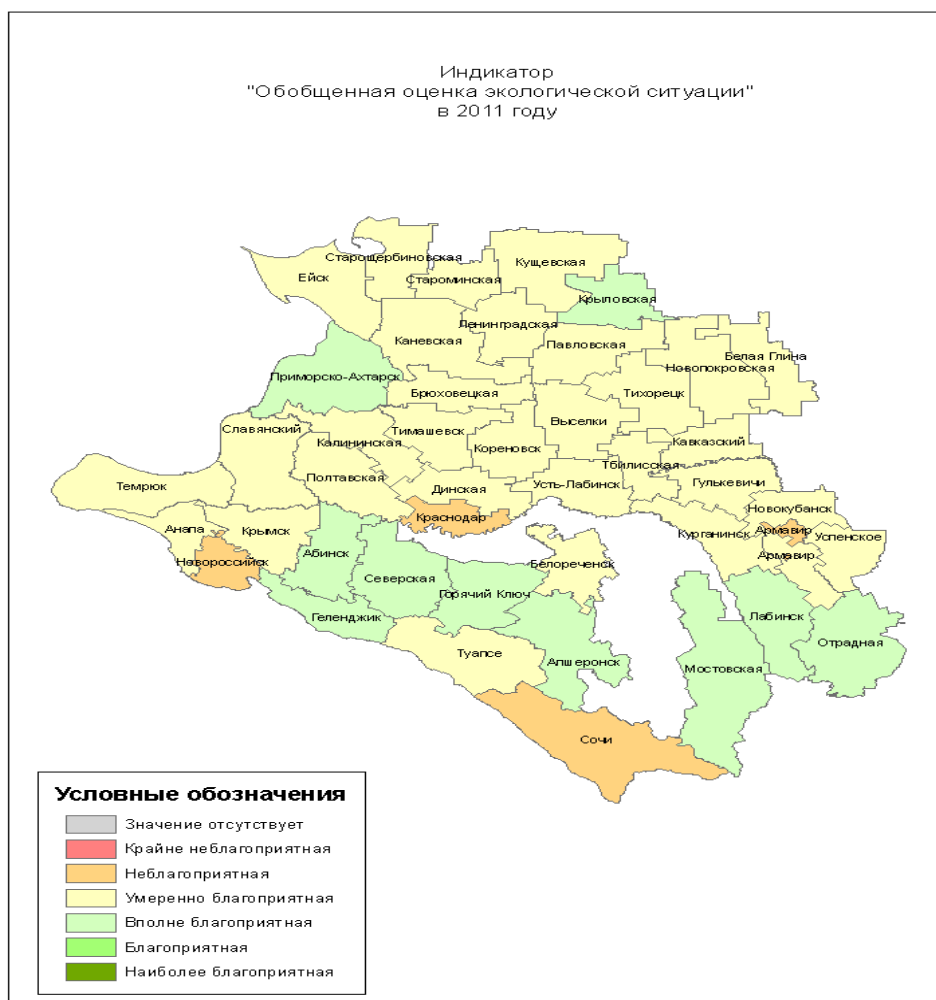 Индикатор
"Обобщенная оценка экологической ситуации"
в 2011 году
Старощербиновская
Кущевская
Ейск
Староминская
Крыловская
Ленинградская
Каневская
Павловская
Белая Глина
Новопокровская
Приморско-Ахтарск
Брюховецкая
Тихорецк
Славянский
Выселки
Калининская
Тимашевск
Кавказский
Кореновск
Тбилисская
Темрюк
Полтавская
Динская
Усть-Лабинск
Гулькевичи
Новокубанск
Краснодар
Анапа
Крымск
Курганинск
Армавир
Успенское
Абинск
Армавир
Новороссийск
Белореченск
Северская
Горячий Ключ
Геленджик
Лабинск
Отрадная
Туапсе
Апшеронск
Мостовская
Сочи
Условные обозначения
Значение отсутствует
Крайне неблагоприятная
Неблагоприятная
Умеренно благоприятная
Вполне благоприятная
Благоприятная
Наиболее благоприятная